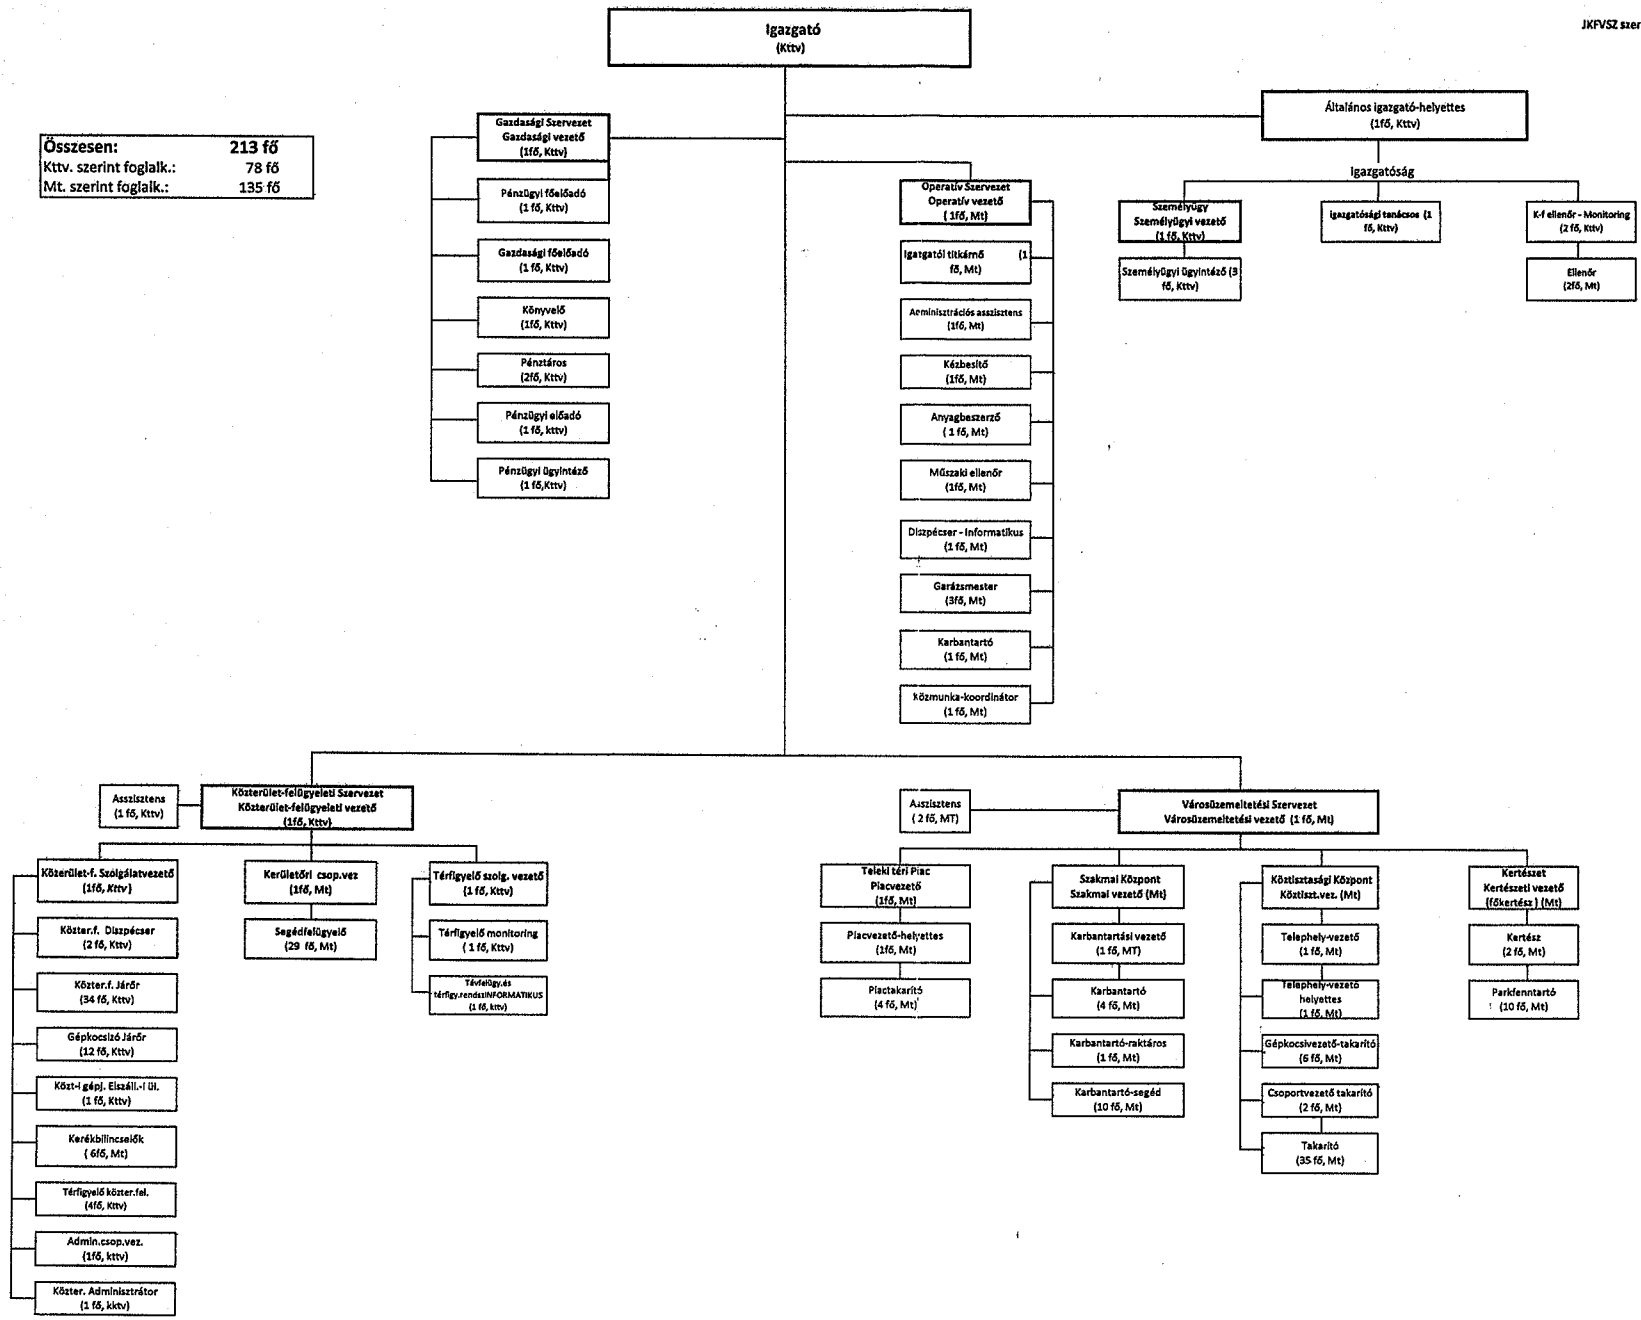 Igazgató
(Kttv)
JKFVSZ szer
Általános igazgató-helyettes
(1fő, Kttv)
Összesen: 213 fő
Kttv. szerint foglalk.: 78 fő
Mt. szerint foglalk.: 135 fő
Gazdasági Szervezet
Gazdasági vezető
(1fő, Kttv)
Pénzügyi főelőadó
(1 fő, Kttv)
Gazdasági főelőadó
(1 fő, Kttv)
Könyvelő
(1fő, Kttv)
Pénztáros
(2fő, Kttv)
Pénzügyi előadó
(1 fő, kttv)
Pénzügyi ügyintéző
(1 fő,Kttv)
Operatív Szervezet
Operatív vezető
( 1fő, Mt)
Igazgatói titkárnő (1
fő, Mt)
Adminisztrációs asszisztens
(1fő, Mt)
Kézbesítő
(1fő, Mt)
Anyagbeszerző
( 1 fő, Mt)
Műszaki ellenőr
(1fő, Mt)
Diszpécser - Informatikus
(1 fő, Mt)
Garázsmester
(3fő, Mt)
Karbantartó
(1 fő, Mt)
Közmunka-koordinátor
(1 fő, Mt)
Igazgatóság
Személyügy
Személyügyi vezető
(1 fő, Kttv)
Személyügyi ügyintéző (3
fő, Kttv)
Igazgatósági tanácsos (1
fő, Kttv)
K-f ellenőr - Monitoring
(2 fő, Kttv)
Ellenőr
(2fő, Mt)
Asszisztens
(1 fő, Kttv)
Közterület-felügyeleti Szervezet
Közterület-felügyeleti vezető
(1fő, Kttv)
Közterület-f. Szolgálatvezető
(1fő, Kttv)
Közter.f. Diszpécser
(2 fő, Kttv)
Közter.f. Járőr
(34 fő, Kttv)
Gépkocsizó Járőr
(12 fő, Kttv)
Közt-i gépj. Elszáll.-i üi.
(1 fő, Kttv)
Kerékbilincselők
( 6fő, Mt)
Térfigyelő közter.fel.
(4fő, Kttv)
Admin.csop.vez.
(1fő, kttv)
Közter. Adminisztrátor
(1 fő, kktv)
Kerületőri csop.vez
(1fő, Mt)
Segédfelügyelő
(29 fő, Mt)
Térfigyelő szolg. vezető
(1 fő, Kttv)
Térfigyelő monitoring
( 1 fő, Kttv)
Távfelügy.és
térfigy.rendszINFORMATIKUS
(1 fő, kttv)
Asszisztens
( 2 fő, MT)
Városüzemeltetési Szervezet
Városüzemeltetési vezető (1 fő, Mt)
Teleki téri Piac
Piacvezető
(1fő, Mt)
Piacvezető-helyettes
(1fő, Mt)
Piactakarító
(4 fő, Mt)
Szakmai Központ
Szakmai vezető (Mt)
Karbantartási vezető
(1 fő, MT)
Karbantartó
(4 fő, Mt)
Karbantartó-raktáros
(1 fő, Mt)
Karbantartó-segéd
(10 fő, Mt)
Köztisztasági Központ
Köztiszt.vez. (Mt)
Telephely-vezető
(1 fő, Mt)
Telephely-vezető
helyettes
(1 fő, Mt)
Gépkocsivezető-takarító
(6 fő, Mt)
Csoportvezető takarító
(2 fő, Mt)
Takarító
(35 fő, Mt)
Kertészet
Kertészeti vezető
(főkertész ) (Mt)
Kertész
(2 fő, Mt)
Parkfenntartó
(10 fő, Mt)